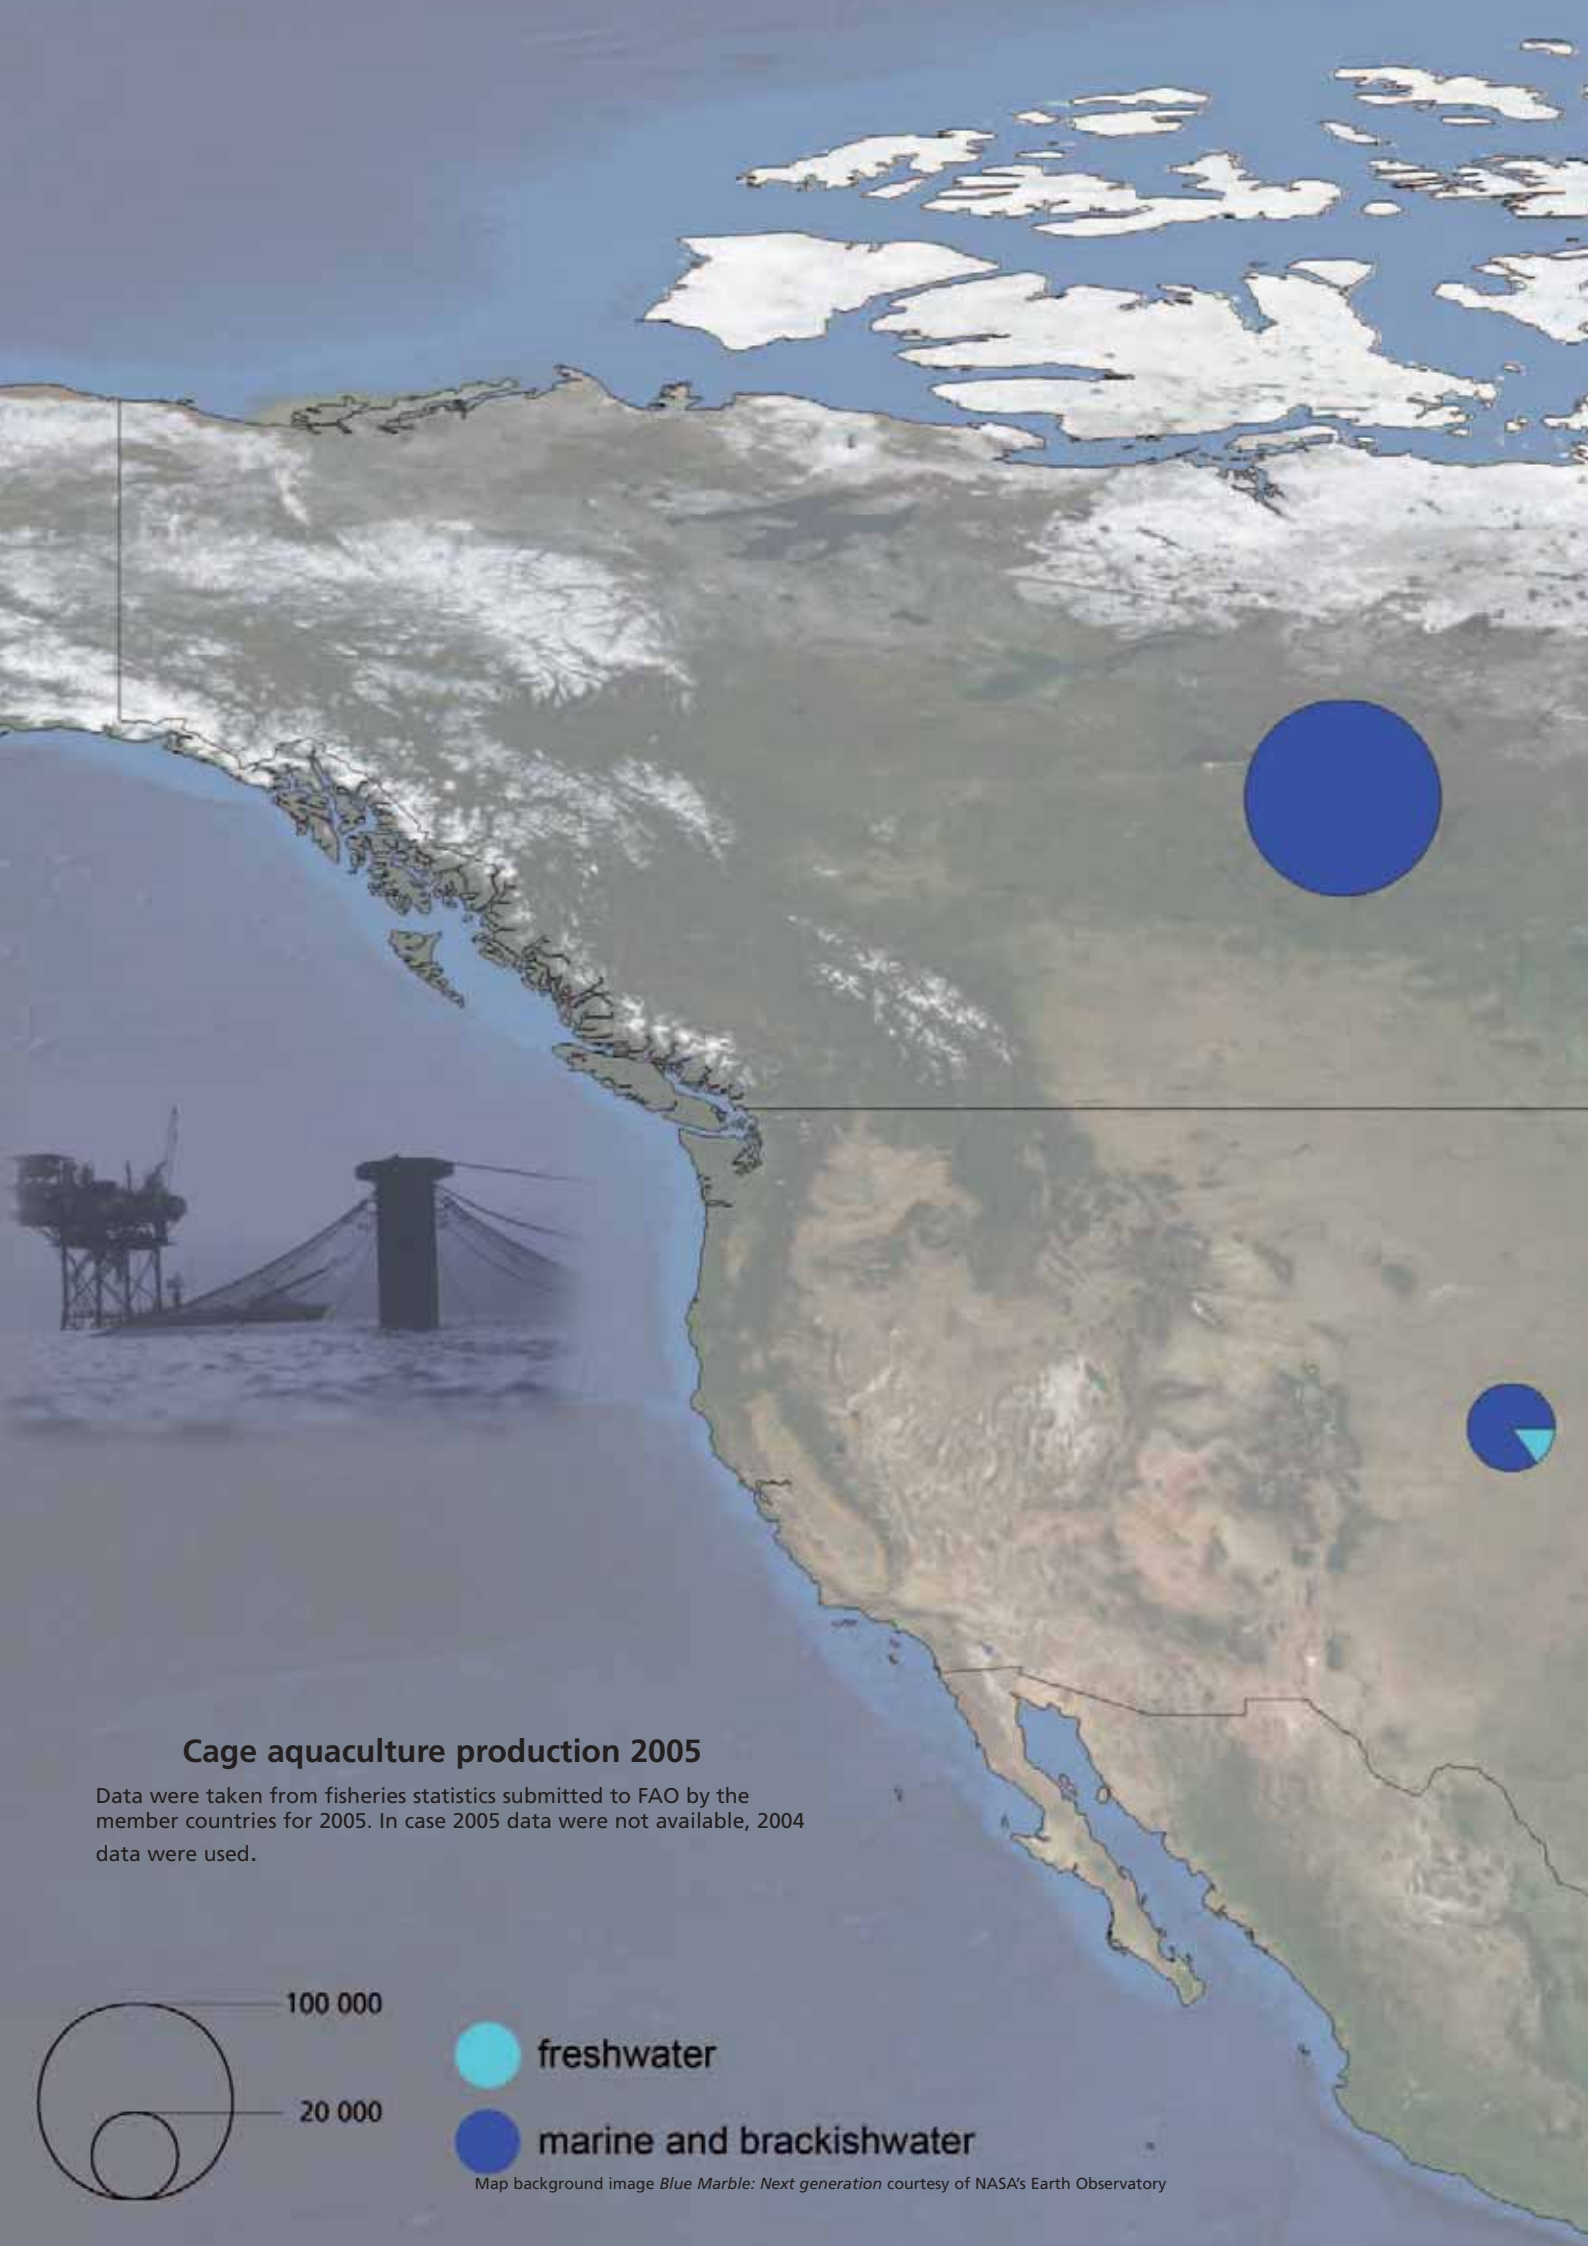 Cage aquaculture production 2005
Data were taken from fisheries statistics submitted to FAO by the
member countries for 2005. In case 2005 data were not available, 2004
data were used.
100 000
20 000
freshwater
marine and brackishwater
Map background image Blue Marble: Next generation courtesy of NASA's Earth Observatory